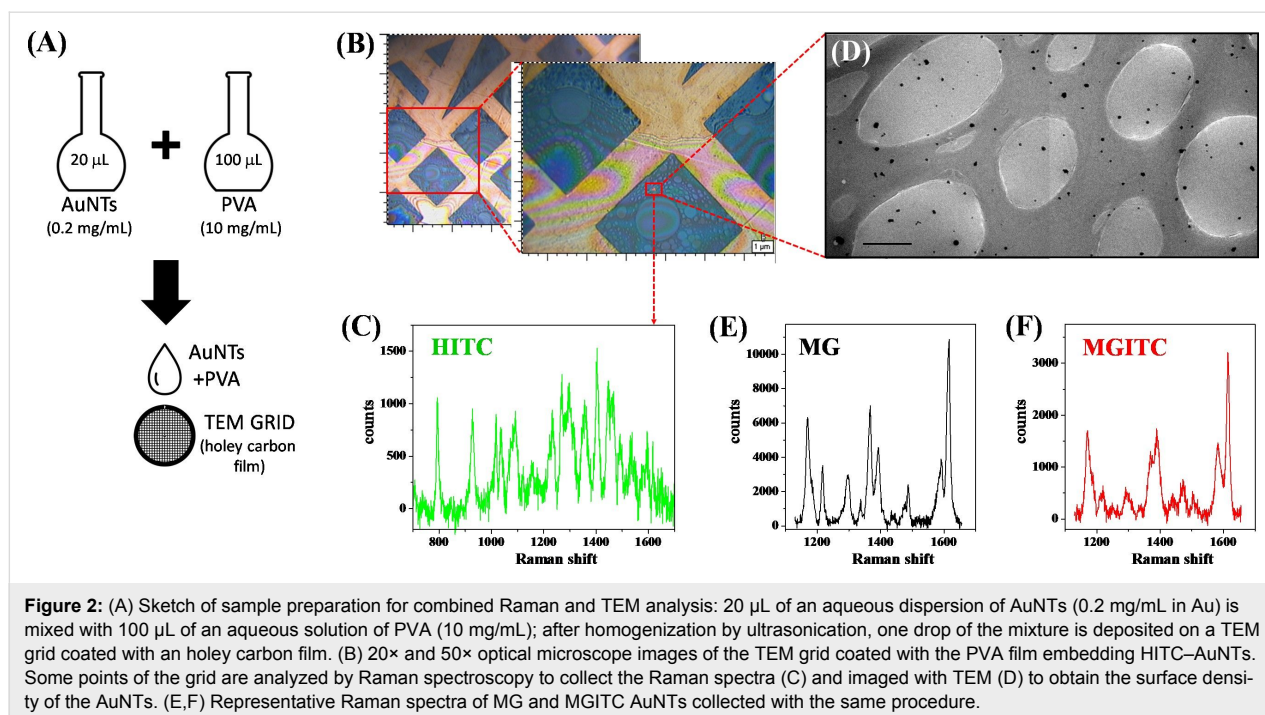 (A)
20 µL
100 µL
AuNTs
(0.2 mg/mL)
PVA
(10 mg/mL)
AuNTs
+PVA
TEM GRID
(holey carbon
film)
(B)
1 µm
(D)
(C)
HITC
counts
1500
1000
500
0
800 1000 1200 1400 1600
Raman shift
(E)
MG
counts
10000
8000
6000
4000
2000
0
1200 1400 1600
Raman shift
(F)
MGITC
counts
3000
2000
1000
0
1200 1400 1600
Raman shift
Figure 2: (A) Sketch of sample preparation for combined Raman and TEM analysis: 20 µL of an aqueous dispersion of AuNTs (0.2 mg/mL in Au) is
mixed with 100 µL of an aqueous solution of PVA (10 mg/mL); after homogenization by ultrasonication, one drop of the mixture is deposited on a TEM
grid coated with an holey carbon film. (B) 20× and 50× optical microscope images of the TEM grid coated with the PVA film embedding HITC–AuNTs.
Some points of the grid are analyzed by Raman spectroscopy to collect the Raman spectra (C) and imaged with TEM (D) to obtain the surface densi-
ty of the AuNTs. (E,F) Representative Raman spectra of MG and MGITC AuNTs collected with the same procedure.